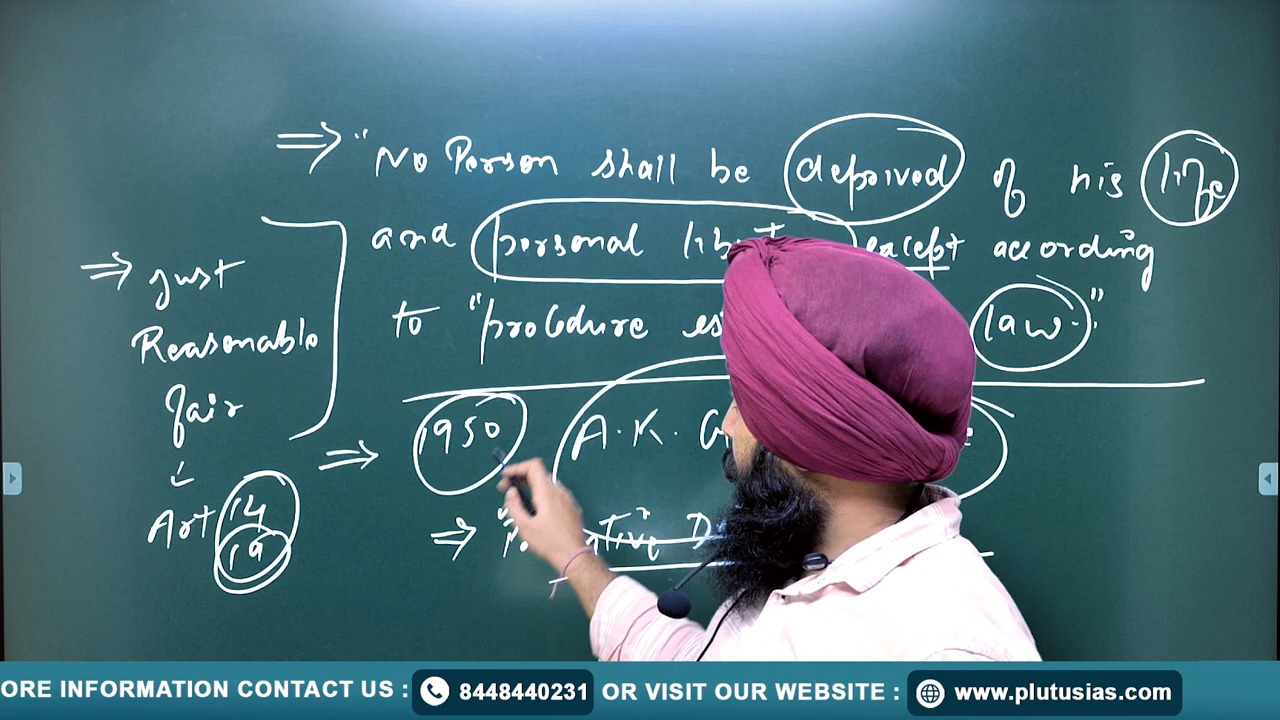 ⇒ "No Person shall be deprived of his life
and personal libert except according
to "procedure es law."
⇒ Just
Reasonable
fair
Art 14
19
⇒ 1950 A.K. G
⇒
ORE INFORMATION CONTACT US : 8448440231 OR VISIT OUR WEBSITE : www.plutusias.com